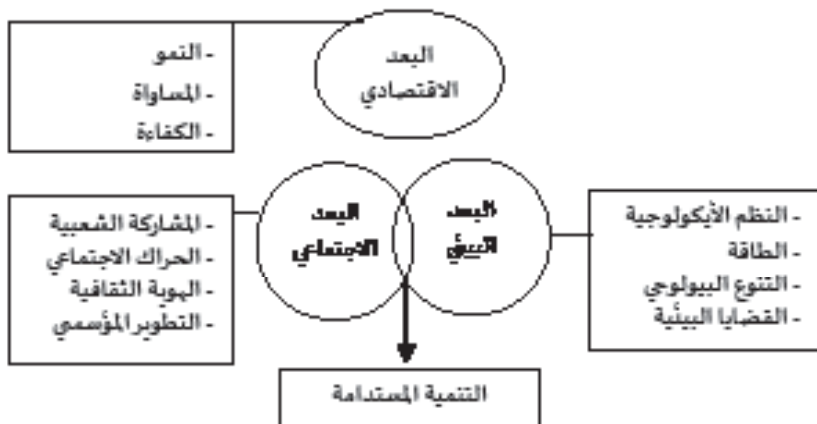 البعد
الاقتصادي
- النمو
- المساواة
- الكفاءة
البعد
الاجتماعي
البعد
البيئي
- المشاركة الشعبية
- الحراك الاجتماعي
- الهوية الثقافية
- التطوير المؤسسي
- النظم الأيكولوجية
- الطاقة
- التنوع البيولوجي
- القضايا البيئية
التنمية المستدامة